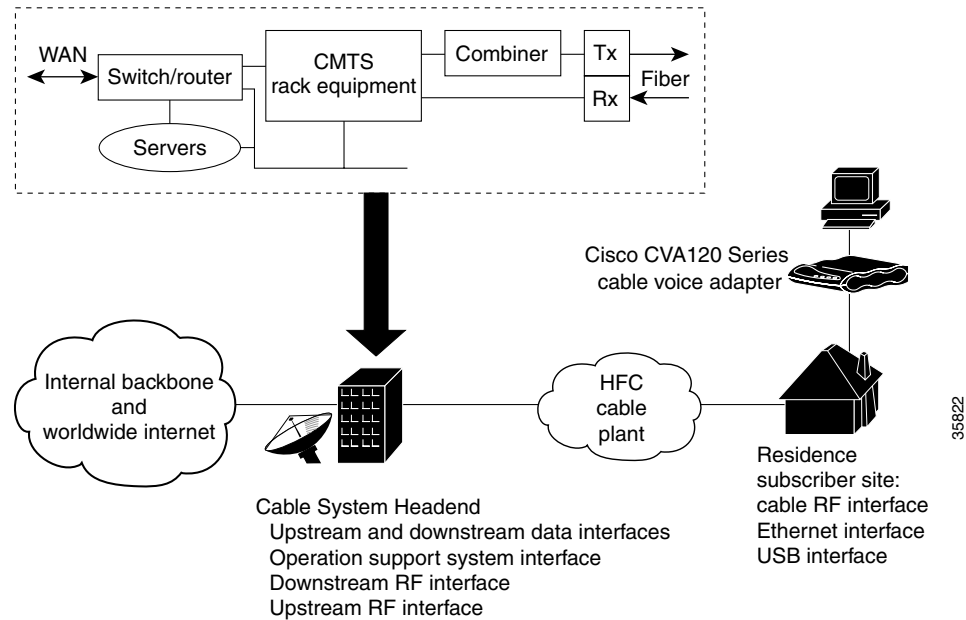 WAN
Switch/router
Servers
CMTS
rack equipment
Combiner
Tx
Rx
Fiber
Cisco CVA120 Series
cable voice adapter
Internal backbone
and
worldwide internet
HFC
cable
plant
Cable System Headend
Upstream and downstream data interfaces
Operation support system interface
Downstream RF interface
Upstream RF interface
Residence
subscriber site:
cable RF interface
Ethernet interface
USB interface
35822